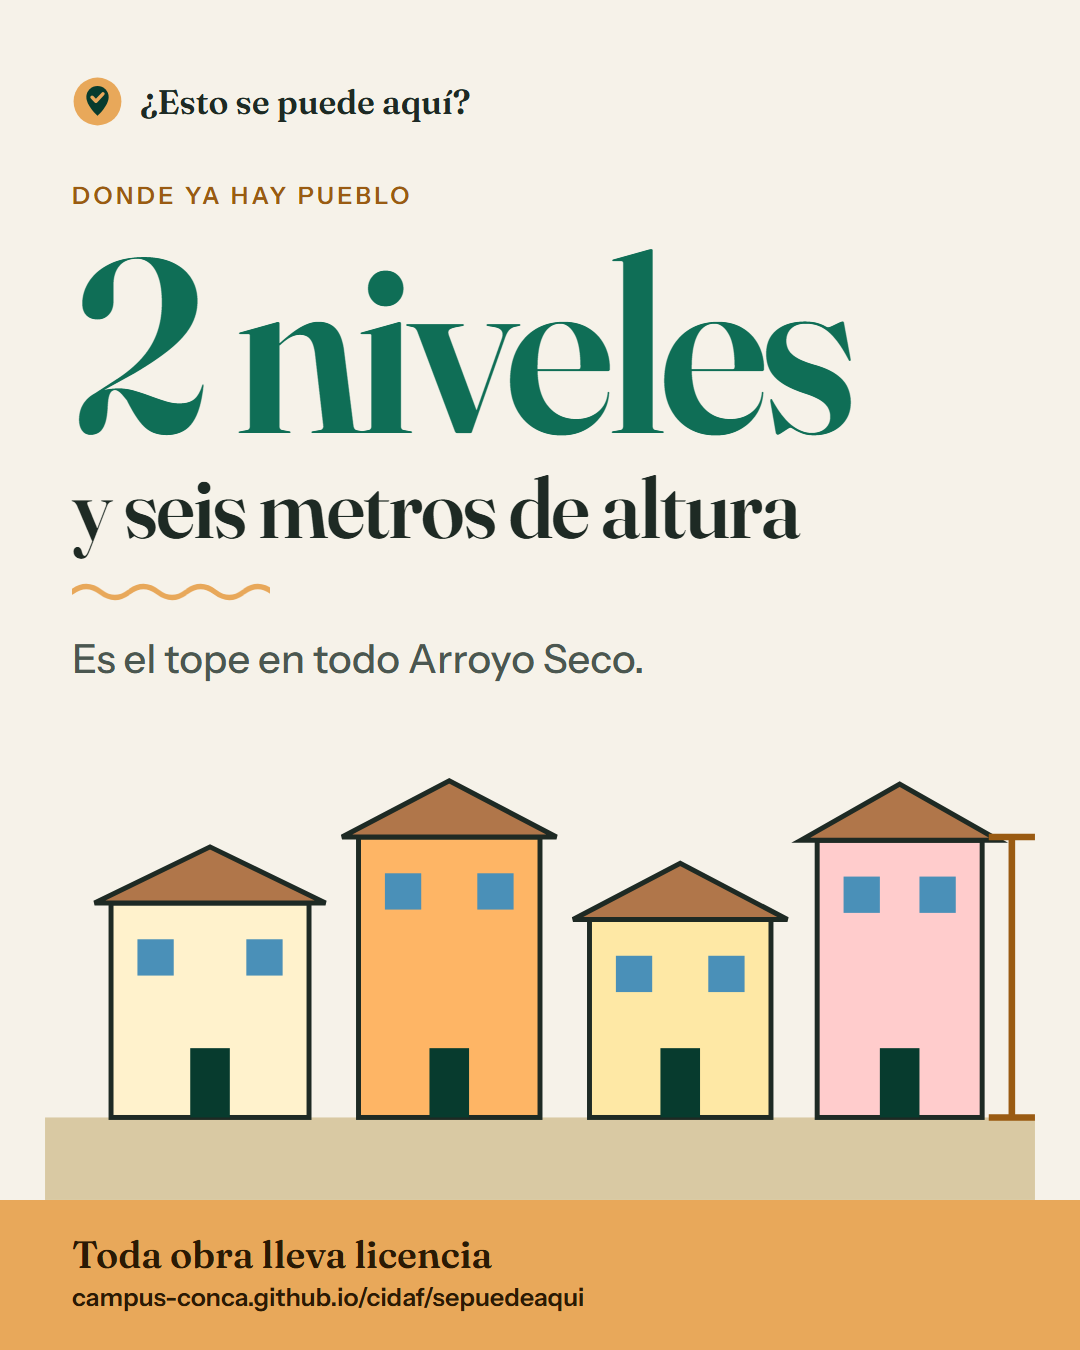 ¿Esto se puede aquí?
DONDE YA HAY PUEBLO
2 niveles
y seis metros de altura
Es el tope en todo Arroyo Seco.
Toda obra lleva licencia
campus-conca.github.io/cidaf/sepuedeaqui